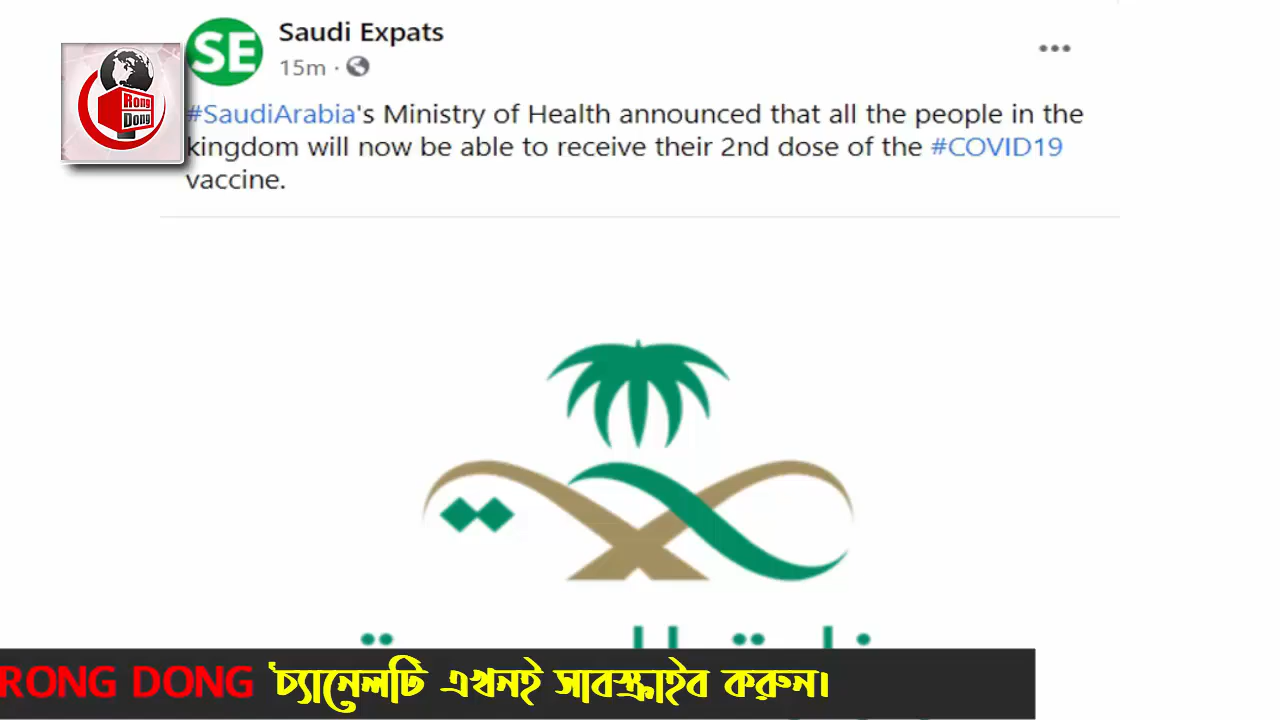 SE
Saudi Expats
15m ·
Rong
Dong
#SaudiArabia's Ministry of Health announced that all the people in the
kingdom will now be able to receive their 2nd dose of the #COVID19
vaccine.
RONG DONG চ্যানেলটি এখনই সাবস্ক্রাইব করুন।